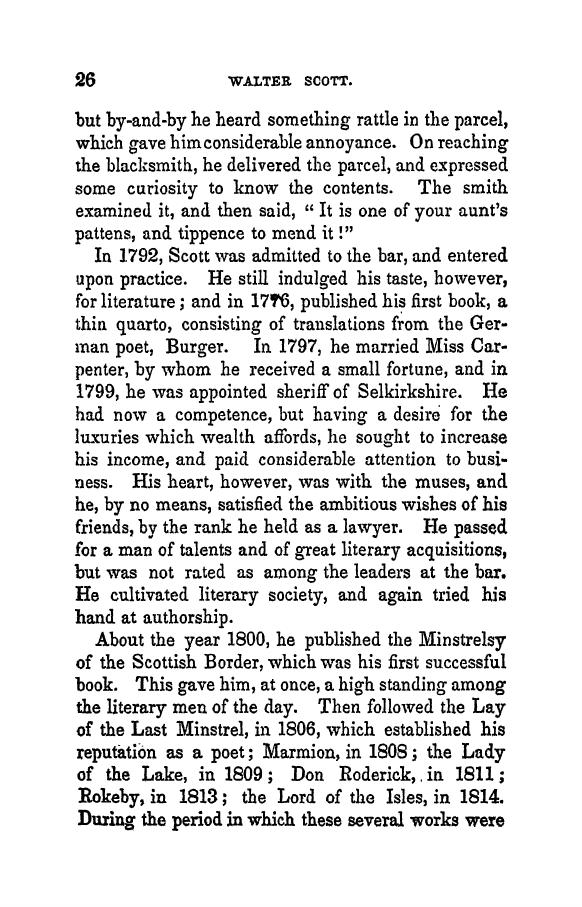 26 WALTER SCOTT.
but by-and-by he heard something rattle in the parcel,
which gave him considerable annoyance. On reaching
the blacksmith, he delivered the parcel, and expressed
some curiosity to know the contents. The smith
examined it, and then said, “ It is one of your aunt's
pattens, and tippence to mend it !”
In 1792, Scott was admitted to the bar, and entered
upon practice. He still indulged his taste, however,
for literature ; and in 1776, published his first book, a
thin quarto, consisting of translations from the Ger-
man poet, Burger. In 1797, he married Miss Car-
penter, by whom he received a small fortune, and in
1799, he was appointed sheriff of Selkirkshire. He
had now a competence, but having a desire for the
luxuries which wealth affords, he sought to increase
his income, and paid considerable attention to busi-
ness. His heart, however, was with the muses, and
he, by no means, satisfied the ambitious wishes of his
friends, by the rank he held as a lawyer. He passed
for a man of talents and of great literary acquisitions,
but was not rated as among the leaders at the bar.
He cultivated literary society, and again tried his
hand at authorship.
About the year 1800, he published the Minstrelsy
of the Scottish Border, which was his first successful
book. This gave him, at once, a high standing among
the literary men of the day. Then followed the Lay
of the Last Minstrel, in 1806, which established his
reputation as a poet ; Marmion, in 1808 ; the Lady
of the Lake, in 1809 ; Don Roderick, in 1811 ;
Rokeby, in 1813 ; the Lord of the Isles, in 1814.
During the period in which these several works were